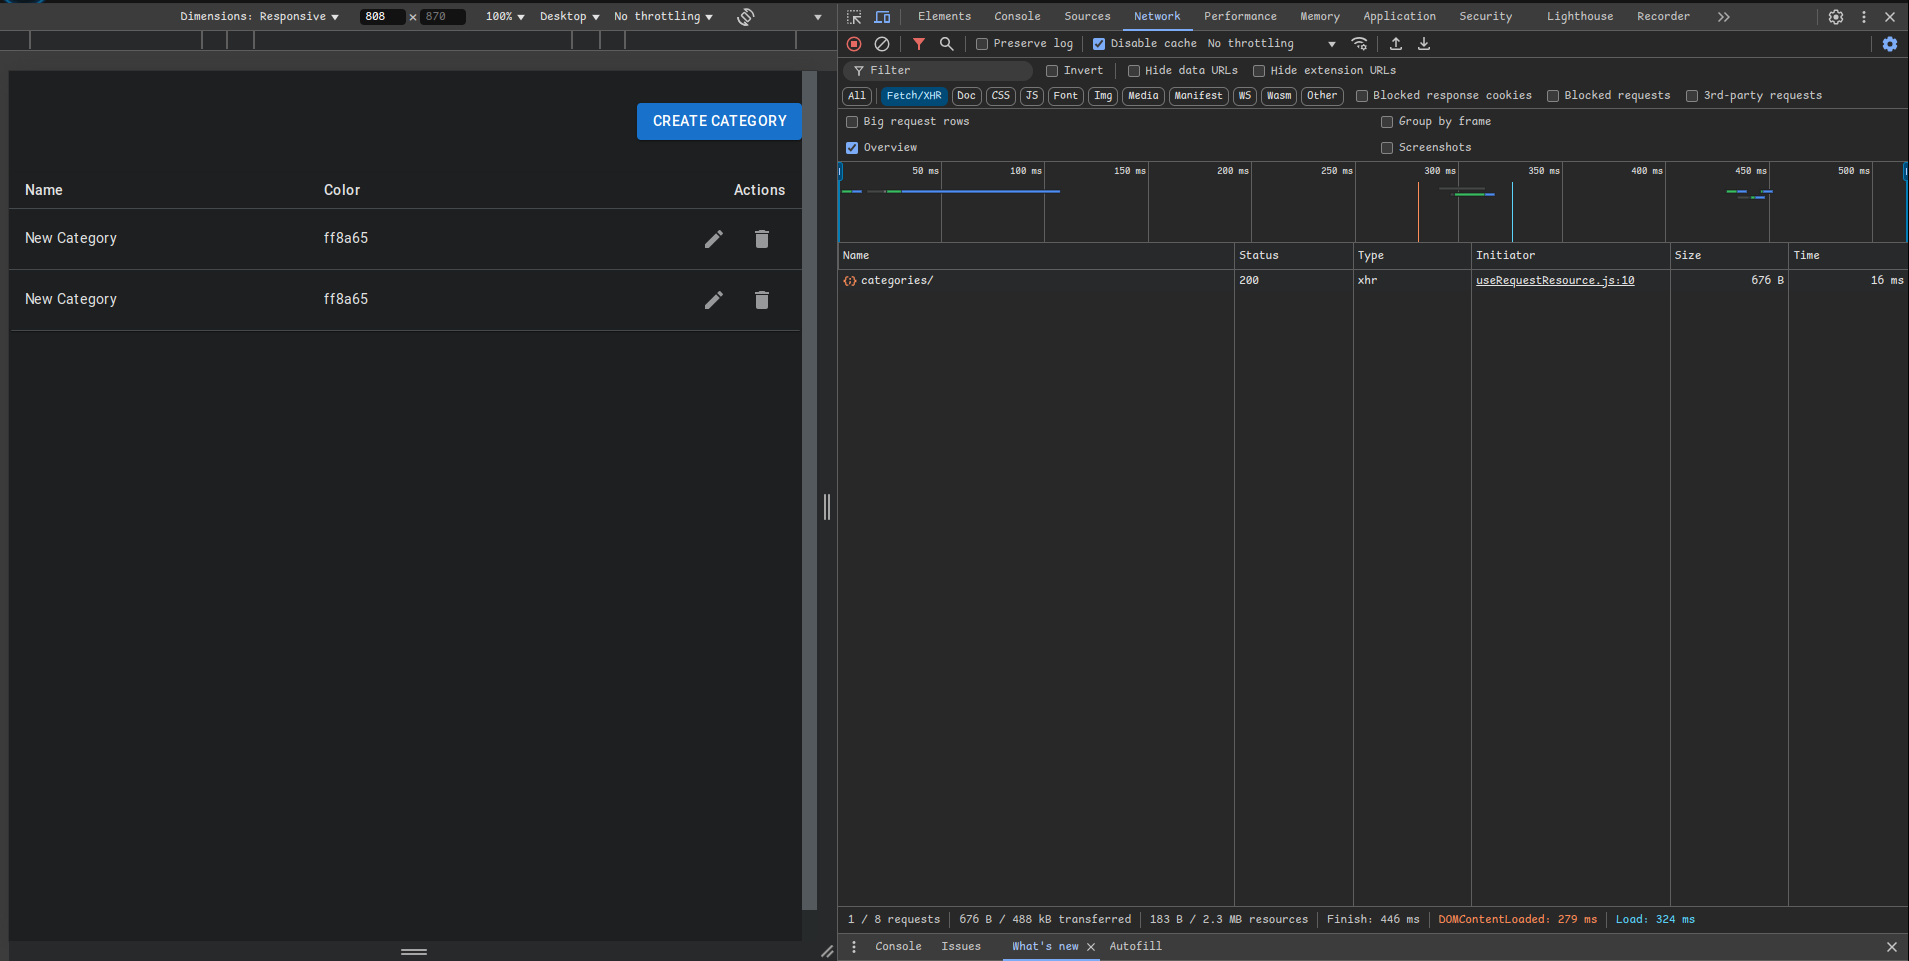 Dimensions: Responsive 808 × 870 100% Desktop No throttling
CREATE CATEGORY
Name Color Actions
New Category ff8a65
New Category ff8a65
Elements Console Sources Network Performance Memory Application Security Lighthouse Recorder
Preserve log Disable cache No throttling
Filter Invert Hide data URLs Hide extension URLs
All Fetch/XHR Doc CSS JS Font Img Media Manifest WS Wasm Other Blocked response cookies Blocked requests 3rd-party requests
Big request rows Group by frame
Overview Screenshots
50 ms 100 ms 150 ms 200 ms 250 ms 300 ms 350 ms 400 ms 450 ms 500 ms
Name Status Type Initiator Size Time
categories/ 200 xhr useRequestResource.js:10 676 B 16 ms
1 / 8 requests 676 B / 488 kB transferred 183 B / 2.3 MB resources Finish: 446 ms DOMContentLoaded: 279 ms Load: 324 ms
Console Issues What's new Autofill